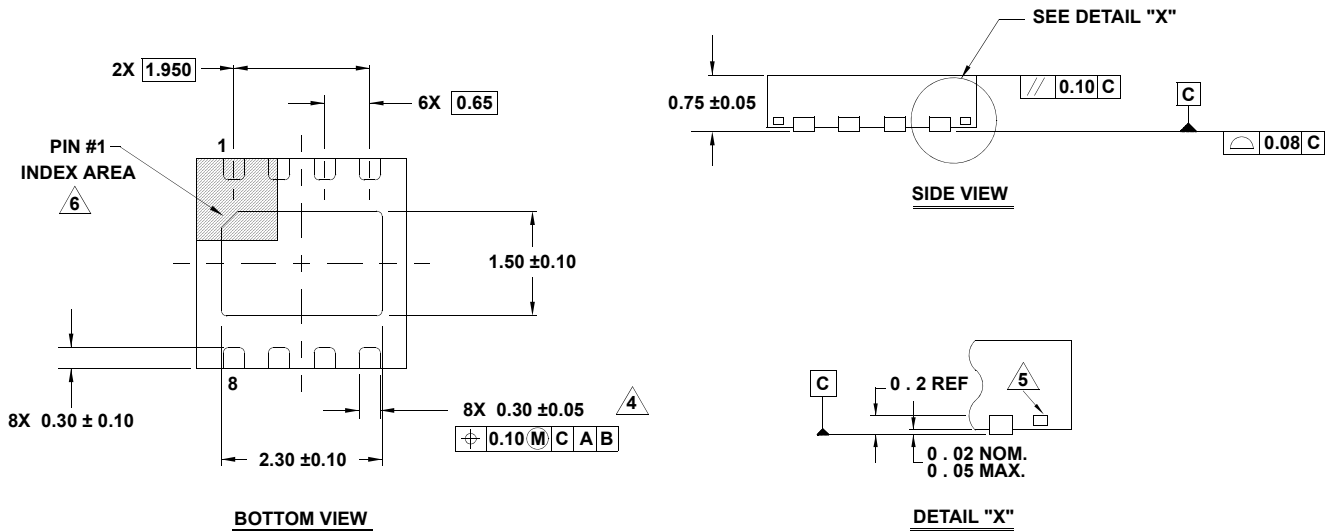 2X 1.950
6X 0.65
PIN #1
INDEX AREA
6
1
8
1.50 ±0.10
8X 0.30 ± 0.10
8X 0.30 ±0.05
4
⌖ 0.10 Ⓜ C A B
2.30 ±0.10
BOTTOM VIEW
SEE DETAIL "X"
0.75 ±0.05
// 0.10 C
C
⌓ 0.08 C
SIDE VIEW
C
0 . 2 REF
5
0 . 02 NOM.
0 . 05 MAX.
DETAIL "X"